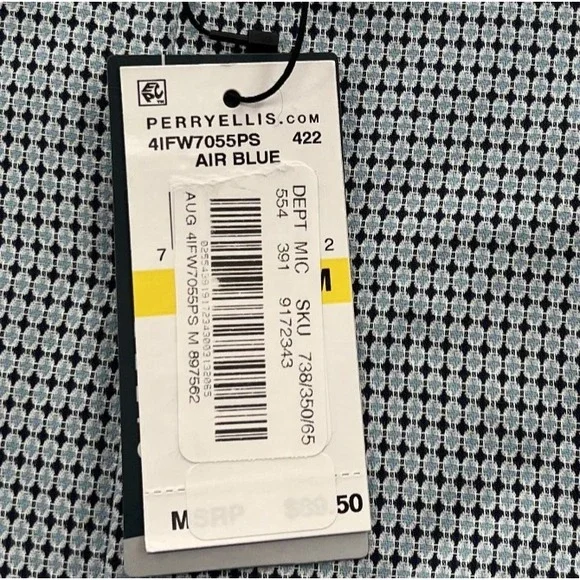 PERRYELLIS.COM
4IFW7055PS 422
AIR BLUE
DEPT MIC SKU 738/350/65
554 391 9172343
AUG 4IFW7055PS M 897562
7 2
M
MSRP $89.50